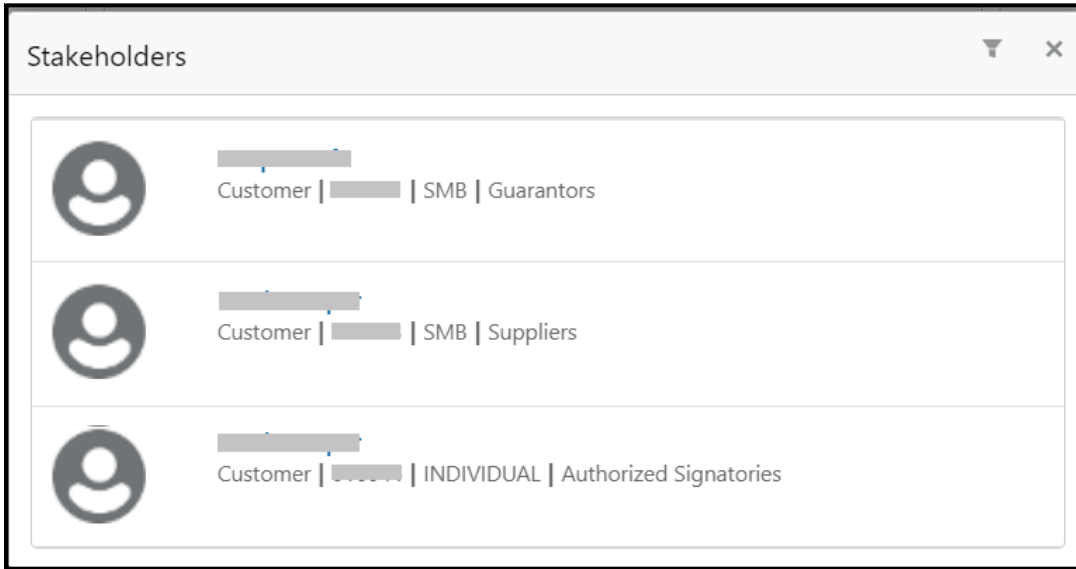 Stakeholders
Customer | | SMB | Guarantors
Customer | | SMB | Suppliers
Customer | | INDIVIDUAL | Authorized Signatories